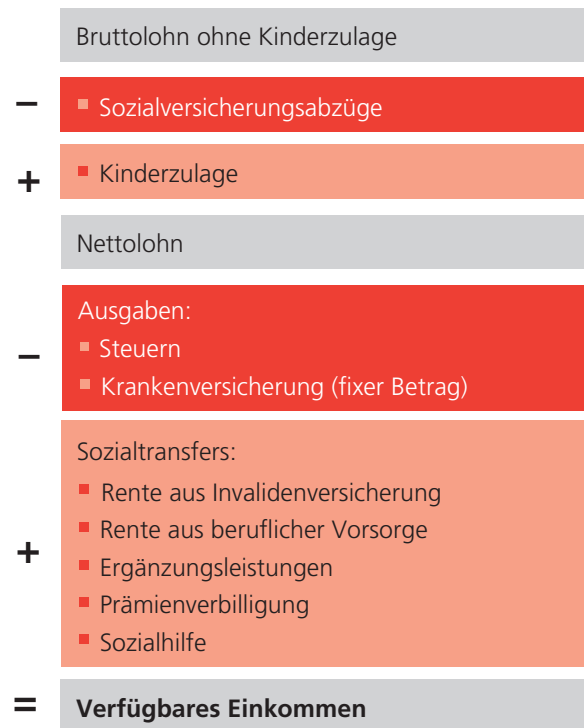 Bruttolohn ohne Kinderzulage
– ▪ Sozialversicherungsabzüge
+ ▪ Kinderzulage
Nettolohn
Ausgaben:
▪ Steuern
– ▪ Krankenversicherung (fixer Betrag)
Sozialtransfers:
▪ Rente aus Invalidenversicherung
▪ Rente aus beruflicher Vorsorge
+ ▪ Ergänzungsleistungen
▪ Prämienverbilligung
▪ Sozialhilfe
= Verfügbares Einkommen